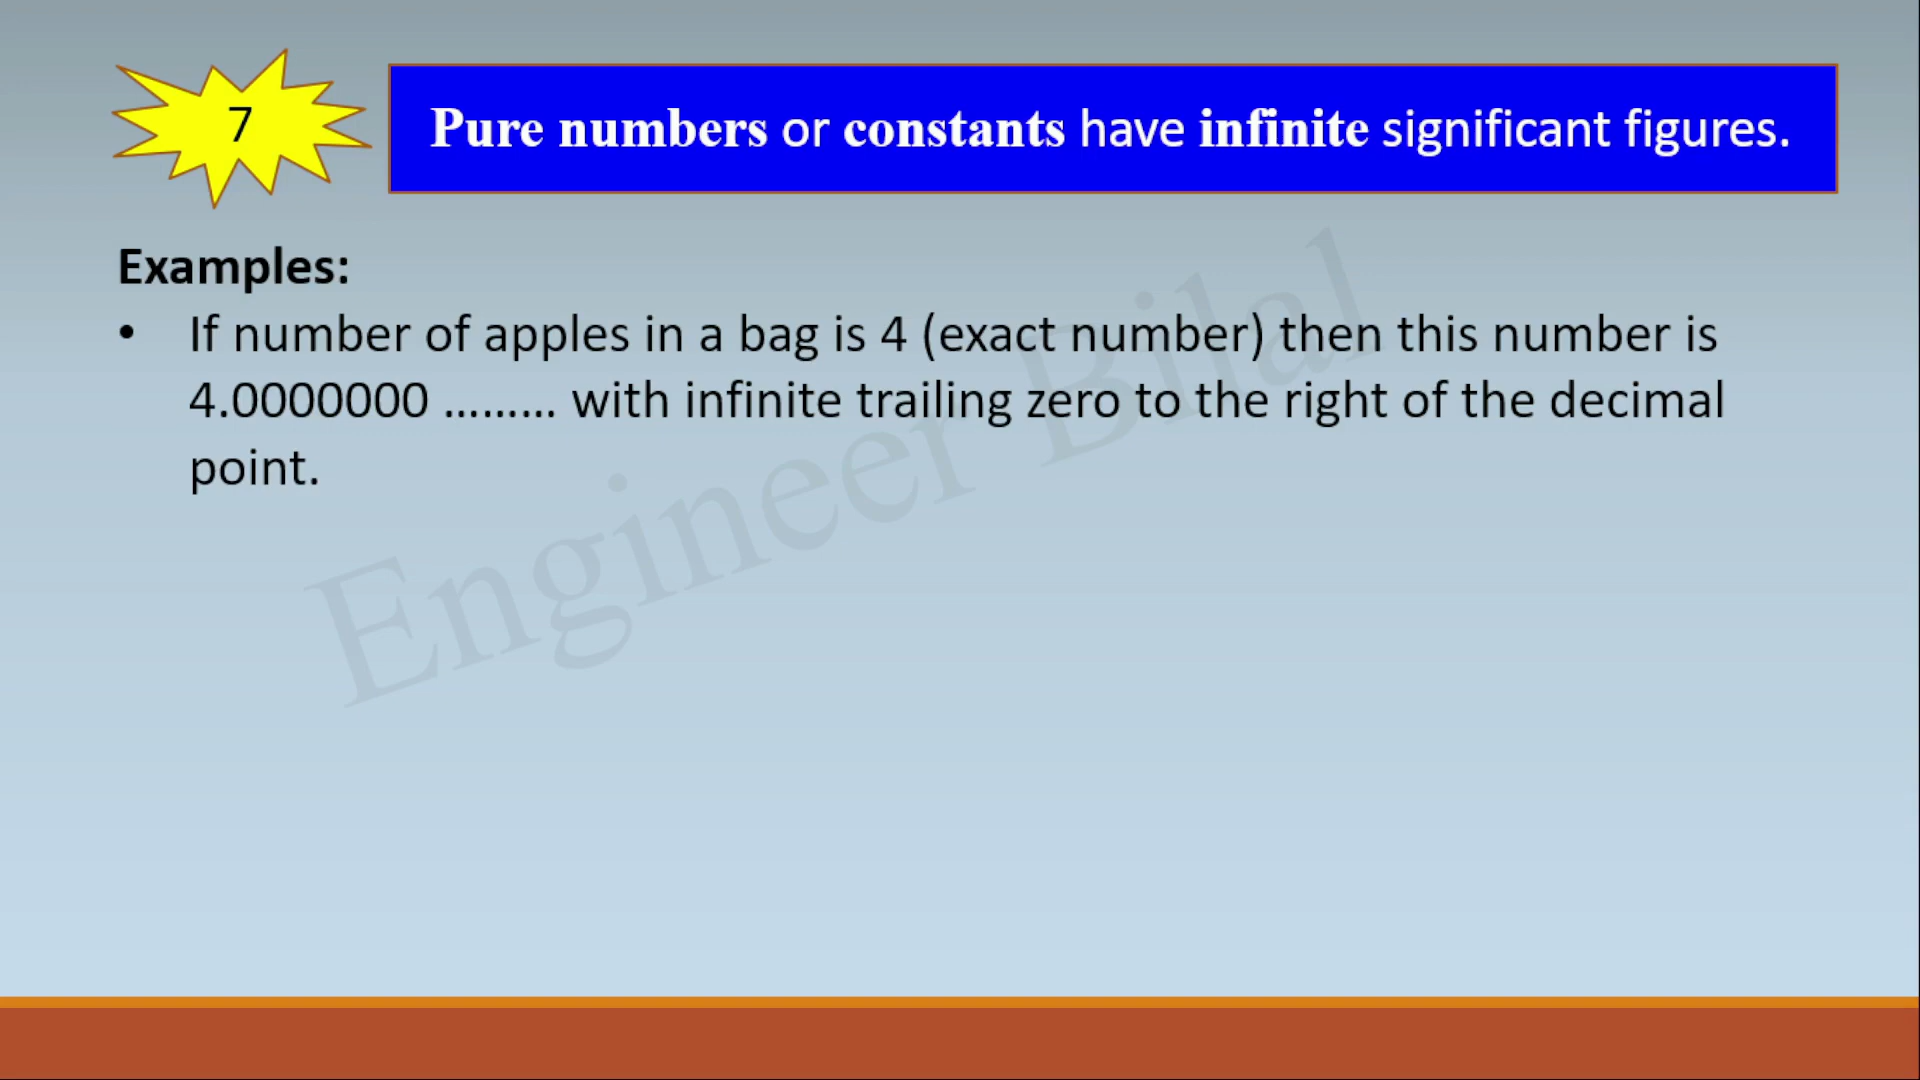 7
Pure numbers or constants have infinite significant figures.
Examples:
• If number of apples in a bag is 4 (exact number) then this number is
4.0000000 ......... with infinite trailing zero to the right of the decimal
point.
Engineer Bilal